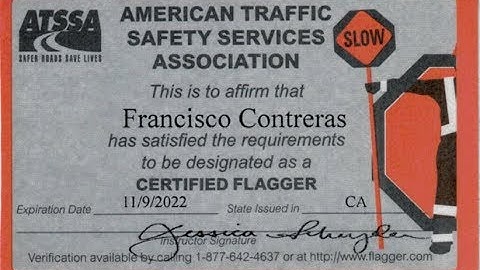 ATSSA
SAFER ROADS SAVE LIVES
AMERICAN TRAFFIC
SAFETY SERVICES
ASSOCIATION
SLOW
This is to affirm that
Francisco Contreras
has satisfied the requirements
to be designated as a
CERTIFIED FLAGGER
Expiration Date 11/9/2022 State Issued in CA
Jessica
Instructor Signature
Verification available by calling 1-877-642-4637 or at http://www.flagger.com.